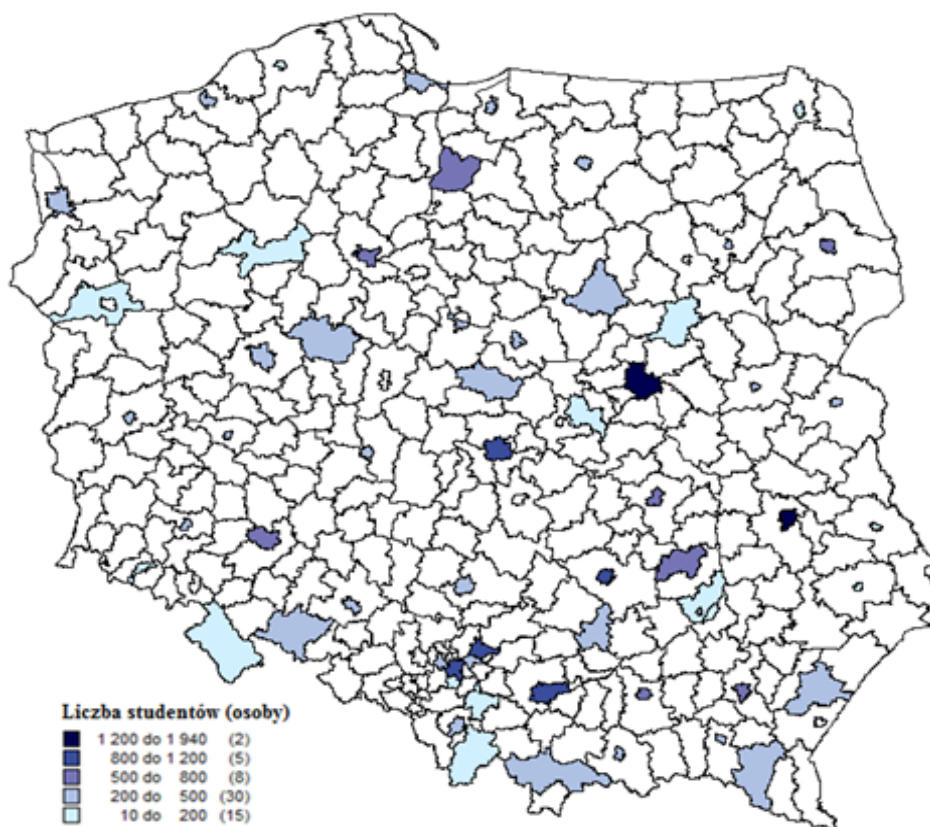 Liczba studentów (osoby)
1 200 do 1 940 (2)
800 do 1 200 (5)
500 do 800 (8)
200 do 500 (30)
10 do 200 (15)